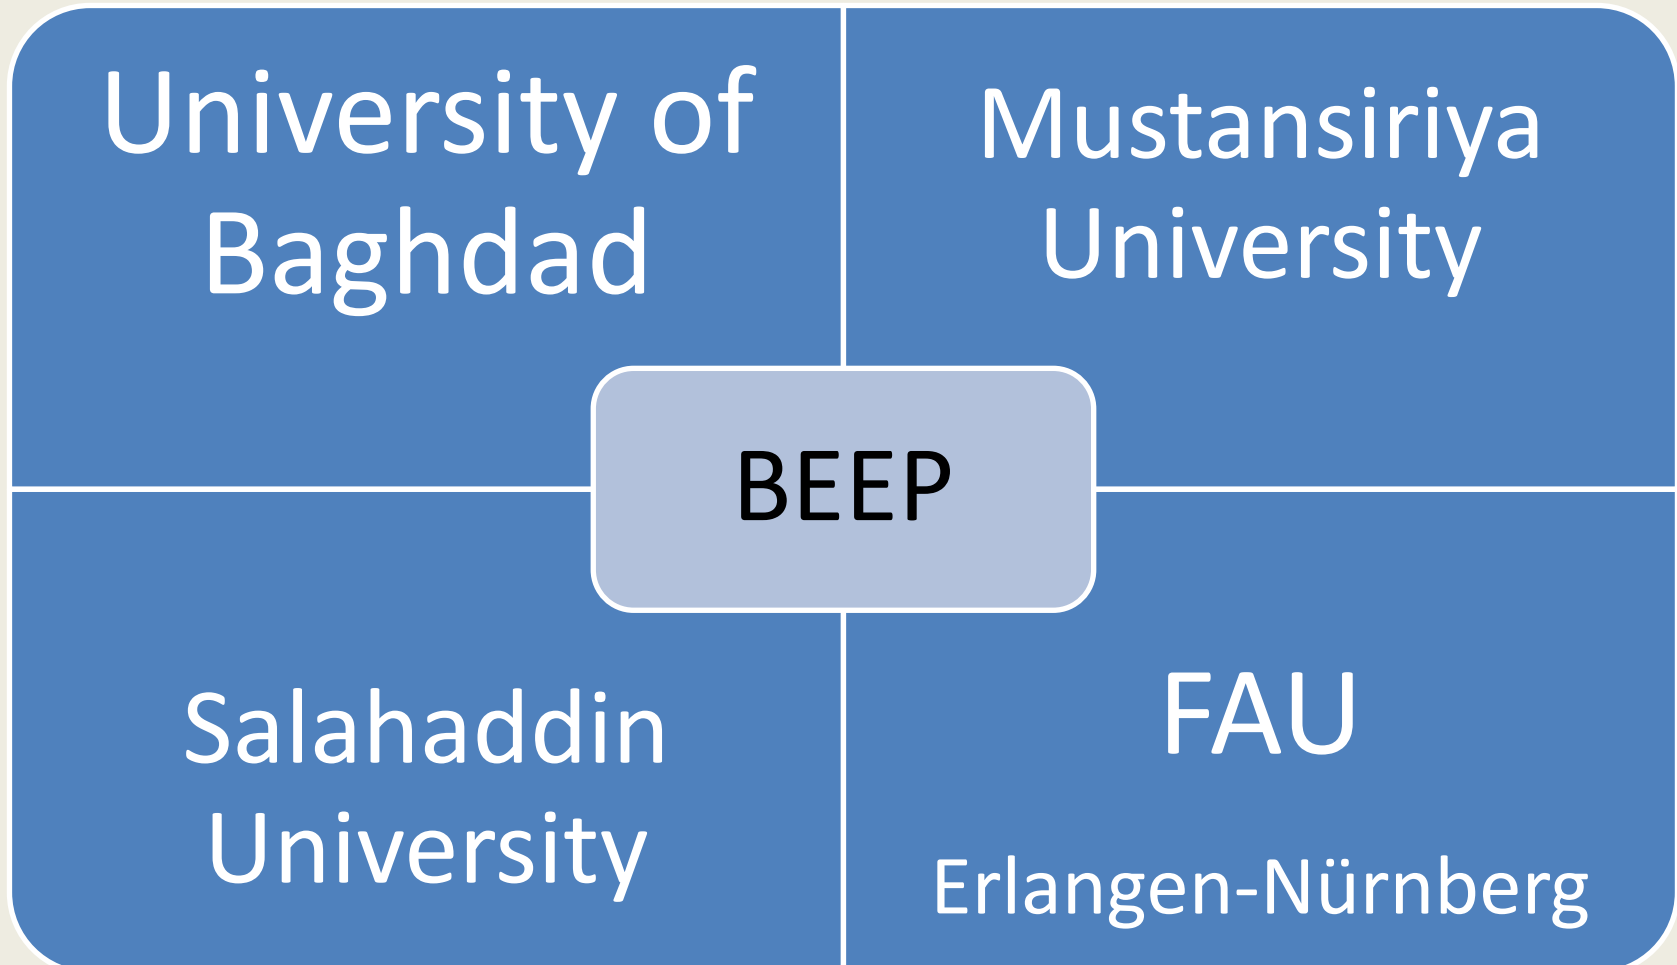 University of
Baghdad
Mustansiriya
University
BEEP
Salahaddin
University
FAU
Erlangen-Nürnberg